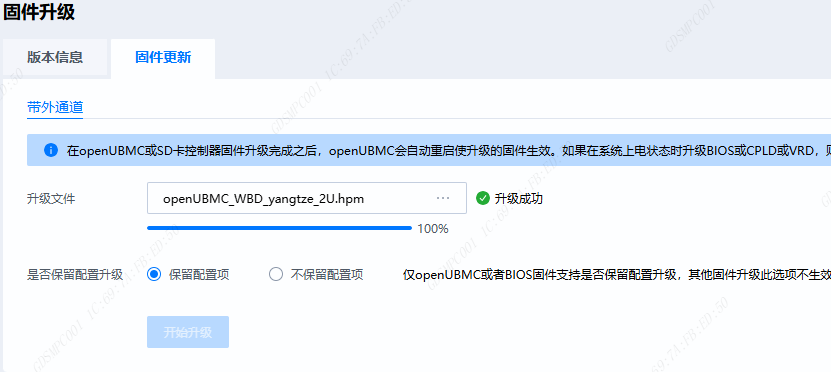 固件升级
版本信息
固件更新
带外通道
在openUBMC或SD卡控制器固件升级完成之后，openUBMC会自动重启使升级的固件生效。如果在系统上电状态时升级BIOS或CPLD或VRD，则
升级文件
openUBMC_WBD_yangtze_2U.hpm
...
升级成功
100%
是否保留配置升级
保留配置项
不保留配置项
仅openUBMC或者BIOS固件支持是否保留配置升级，其他固件升级此选项不生效
开始升级